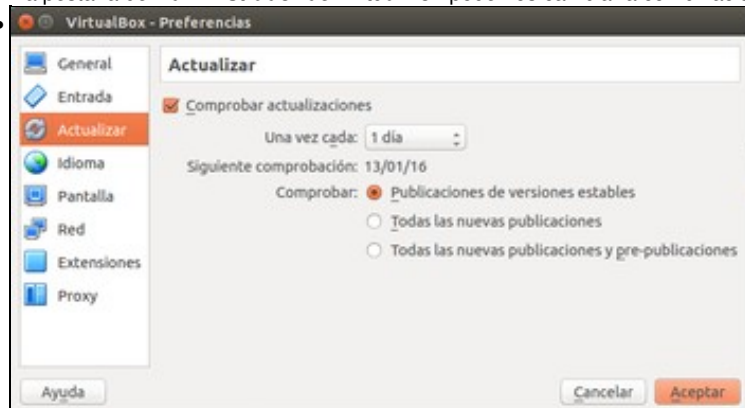 VirtualBox - Preferencias
General
Entrada
Actualizar
Idioma
Pantalla
Red
Extensiones
Proxy
Actualizar
Comprobar actualizaciones
Una vez cada: 1 día
Siguiente comprobación: 13/01/16
Comprobar: Publicaciones de versiones estables
Todas las nuevas publicaciones
Todas las nuevas publicaciones y pre-publicaciones
Ayuda
Cancelar
Aceptar